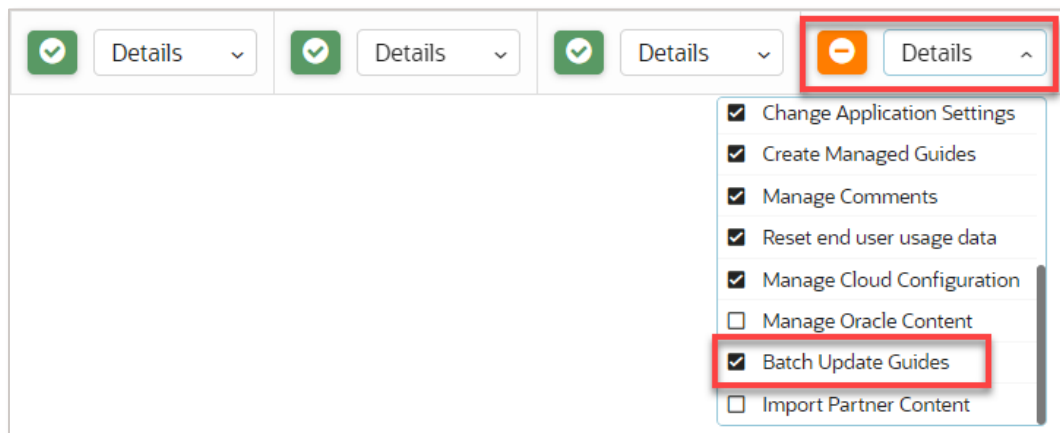 Details
Details
Details
Details
Change Application Settings
Create Managed Guides
Manage Comments
Reset end user usage data
Manage Cloud Configuration
Manage Oracle Content
Batch Update Guides
Import Partner Content